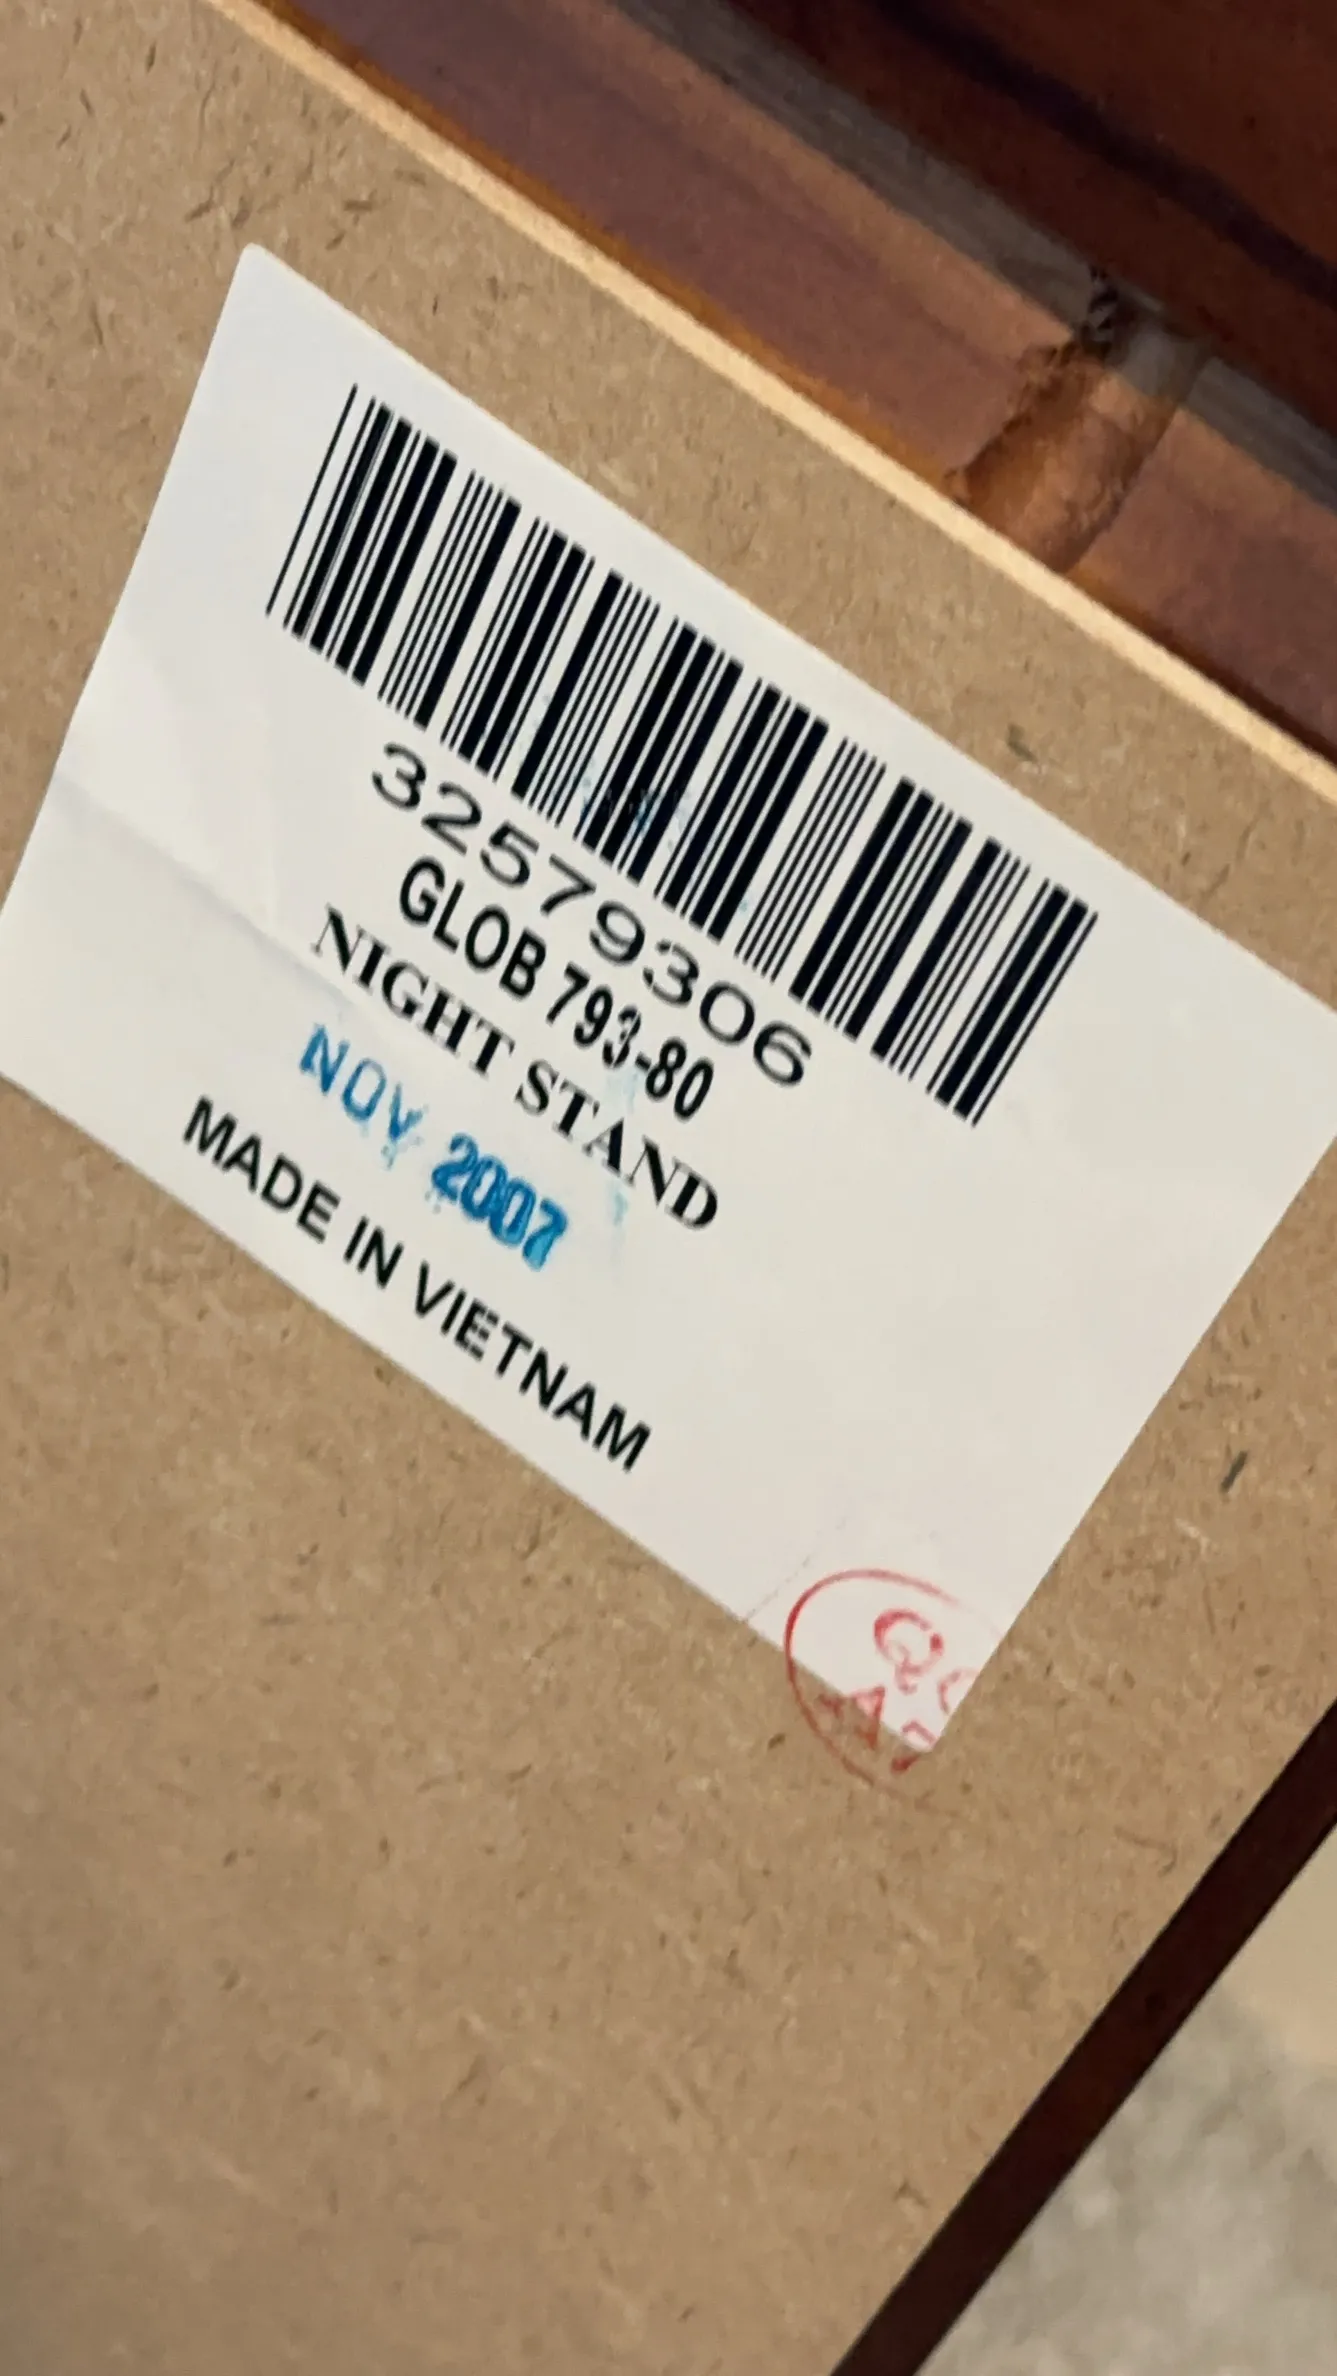 32579306
GLOB 793-80
NIGHT STAND
NOV 2007
MADE IN VIETNAM